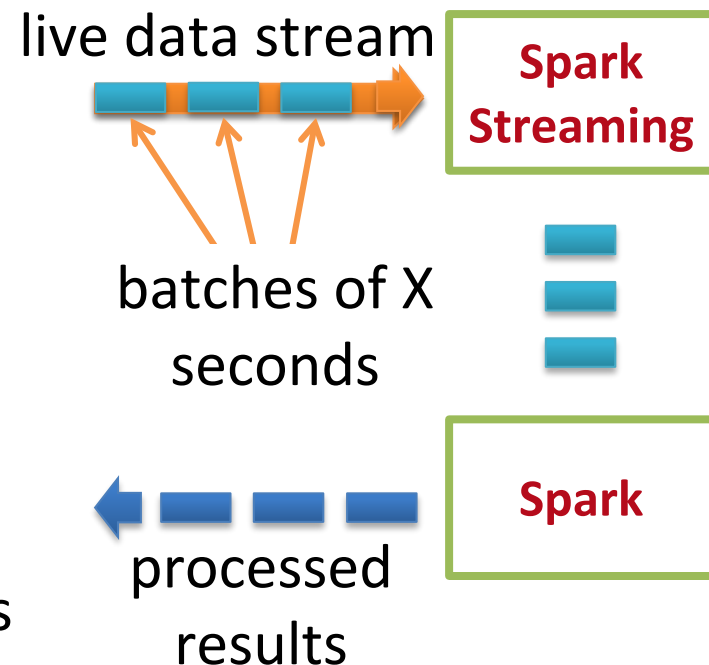 live data stream
Spark
Streaming
batches of X
seconds
Spark
processed
results
s